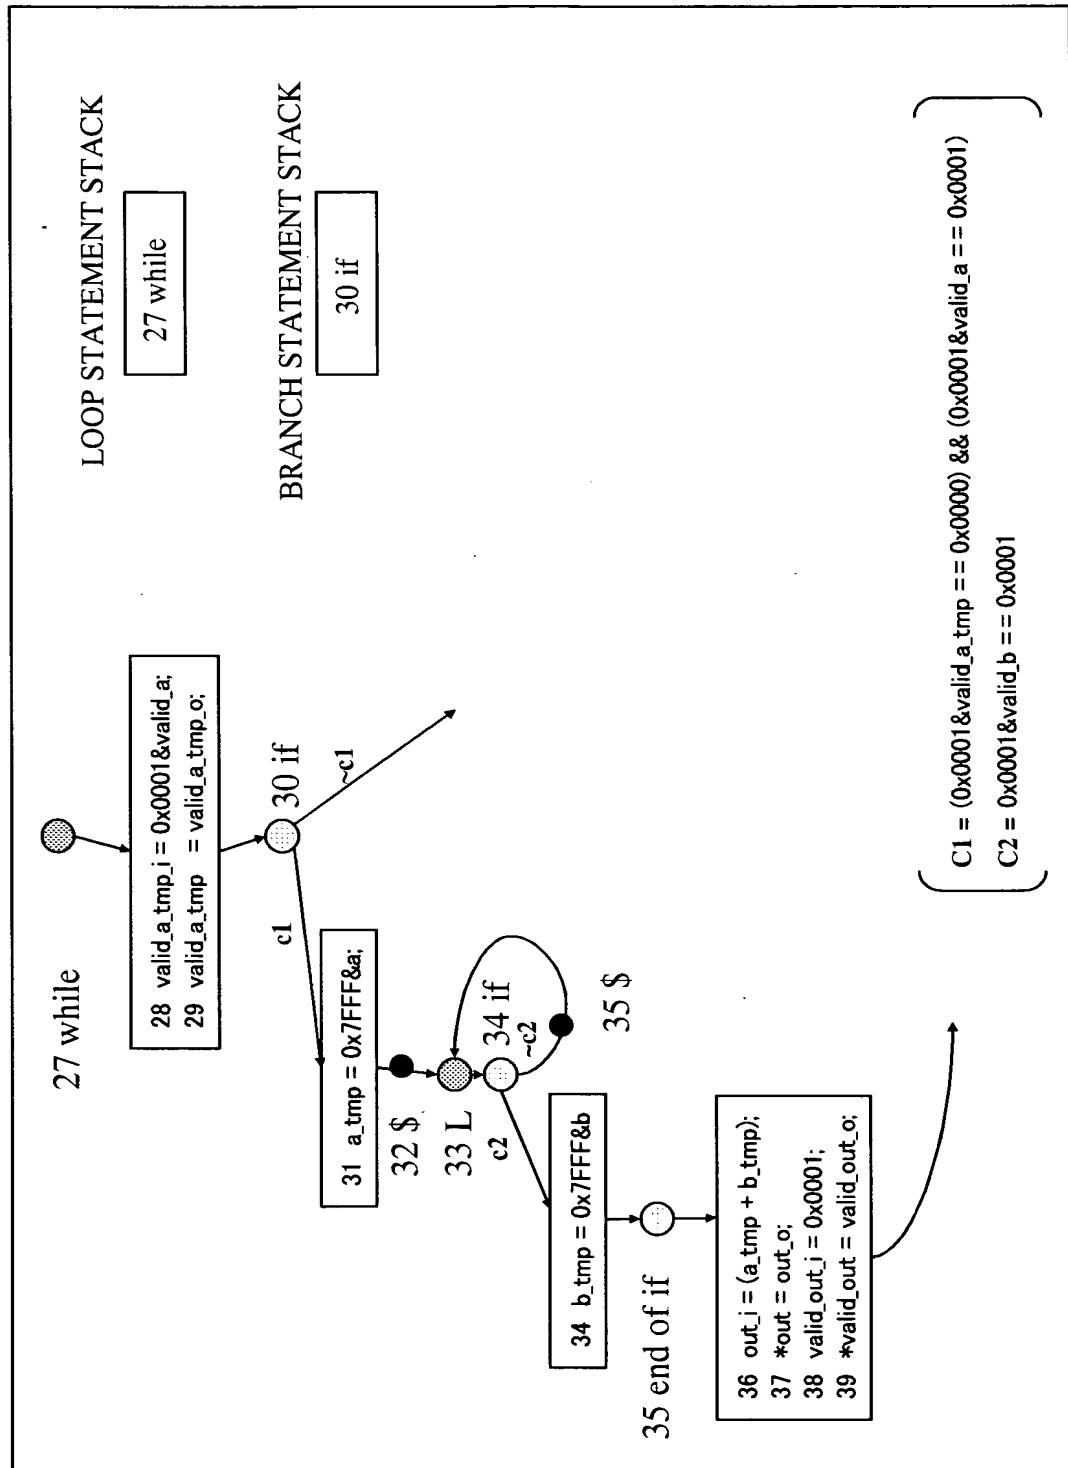 27 while
28 valid_a_tmp_i = 0x0001&valid_a;
29 valid_a_tmp = valid_a_tmp_o;
30 if
c1
~c1
31 a_tmp = 0x7FFF&a;
32 $
33 L
34 if
c2
~c2
35 $
34 b_tmp = 0x7FFF&b
35 end of if
36 out_i = (a_tmp + b_tmp);
37 *out = out_o;
38 valid_out_i = 0x0001;
39 *valid_out = valid_out_o;
LOOP STATEMENT STACK
27 while
BRANCH STATEMENT STACK
30 if
C1 = (0x0001&valid_a_tmp == 0x0000) && (0x0001&valid_a == 0x0001)
C2 = 0x0001&valid_b == 0x0001